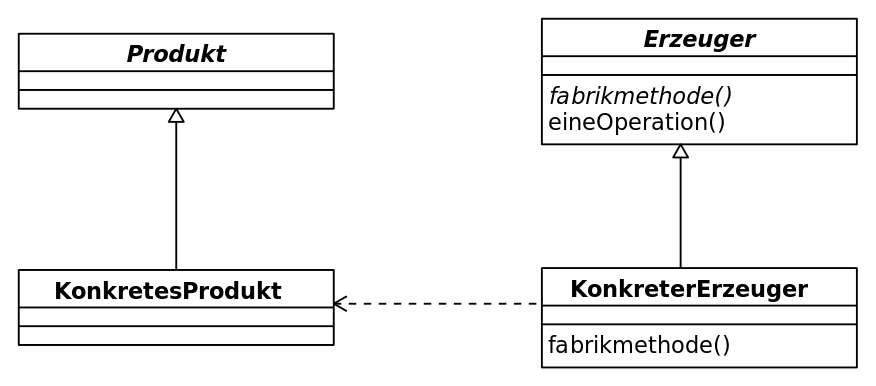 Produkt
Erzeuger
fabrikmethode()
eineOperation()
KonkretesProdukt
KonkreterErzeuger
fabrikmethode()